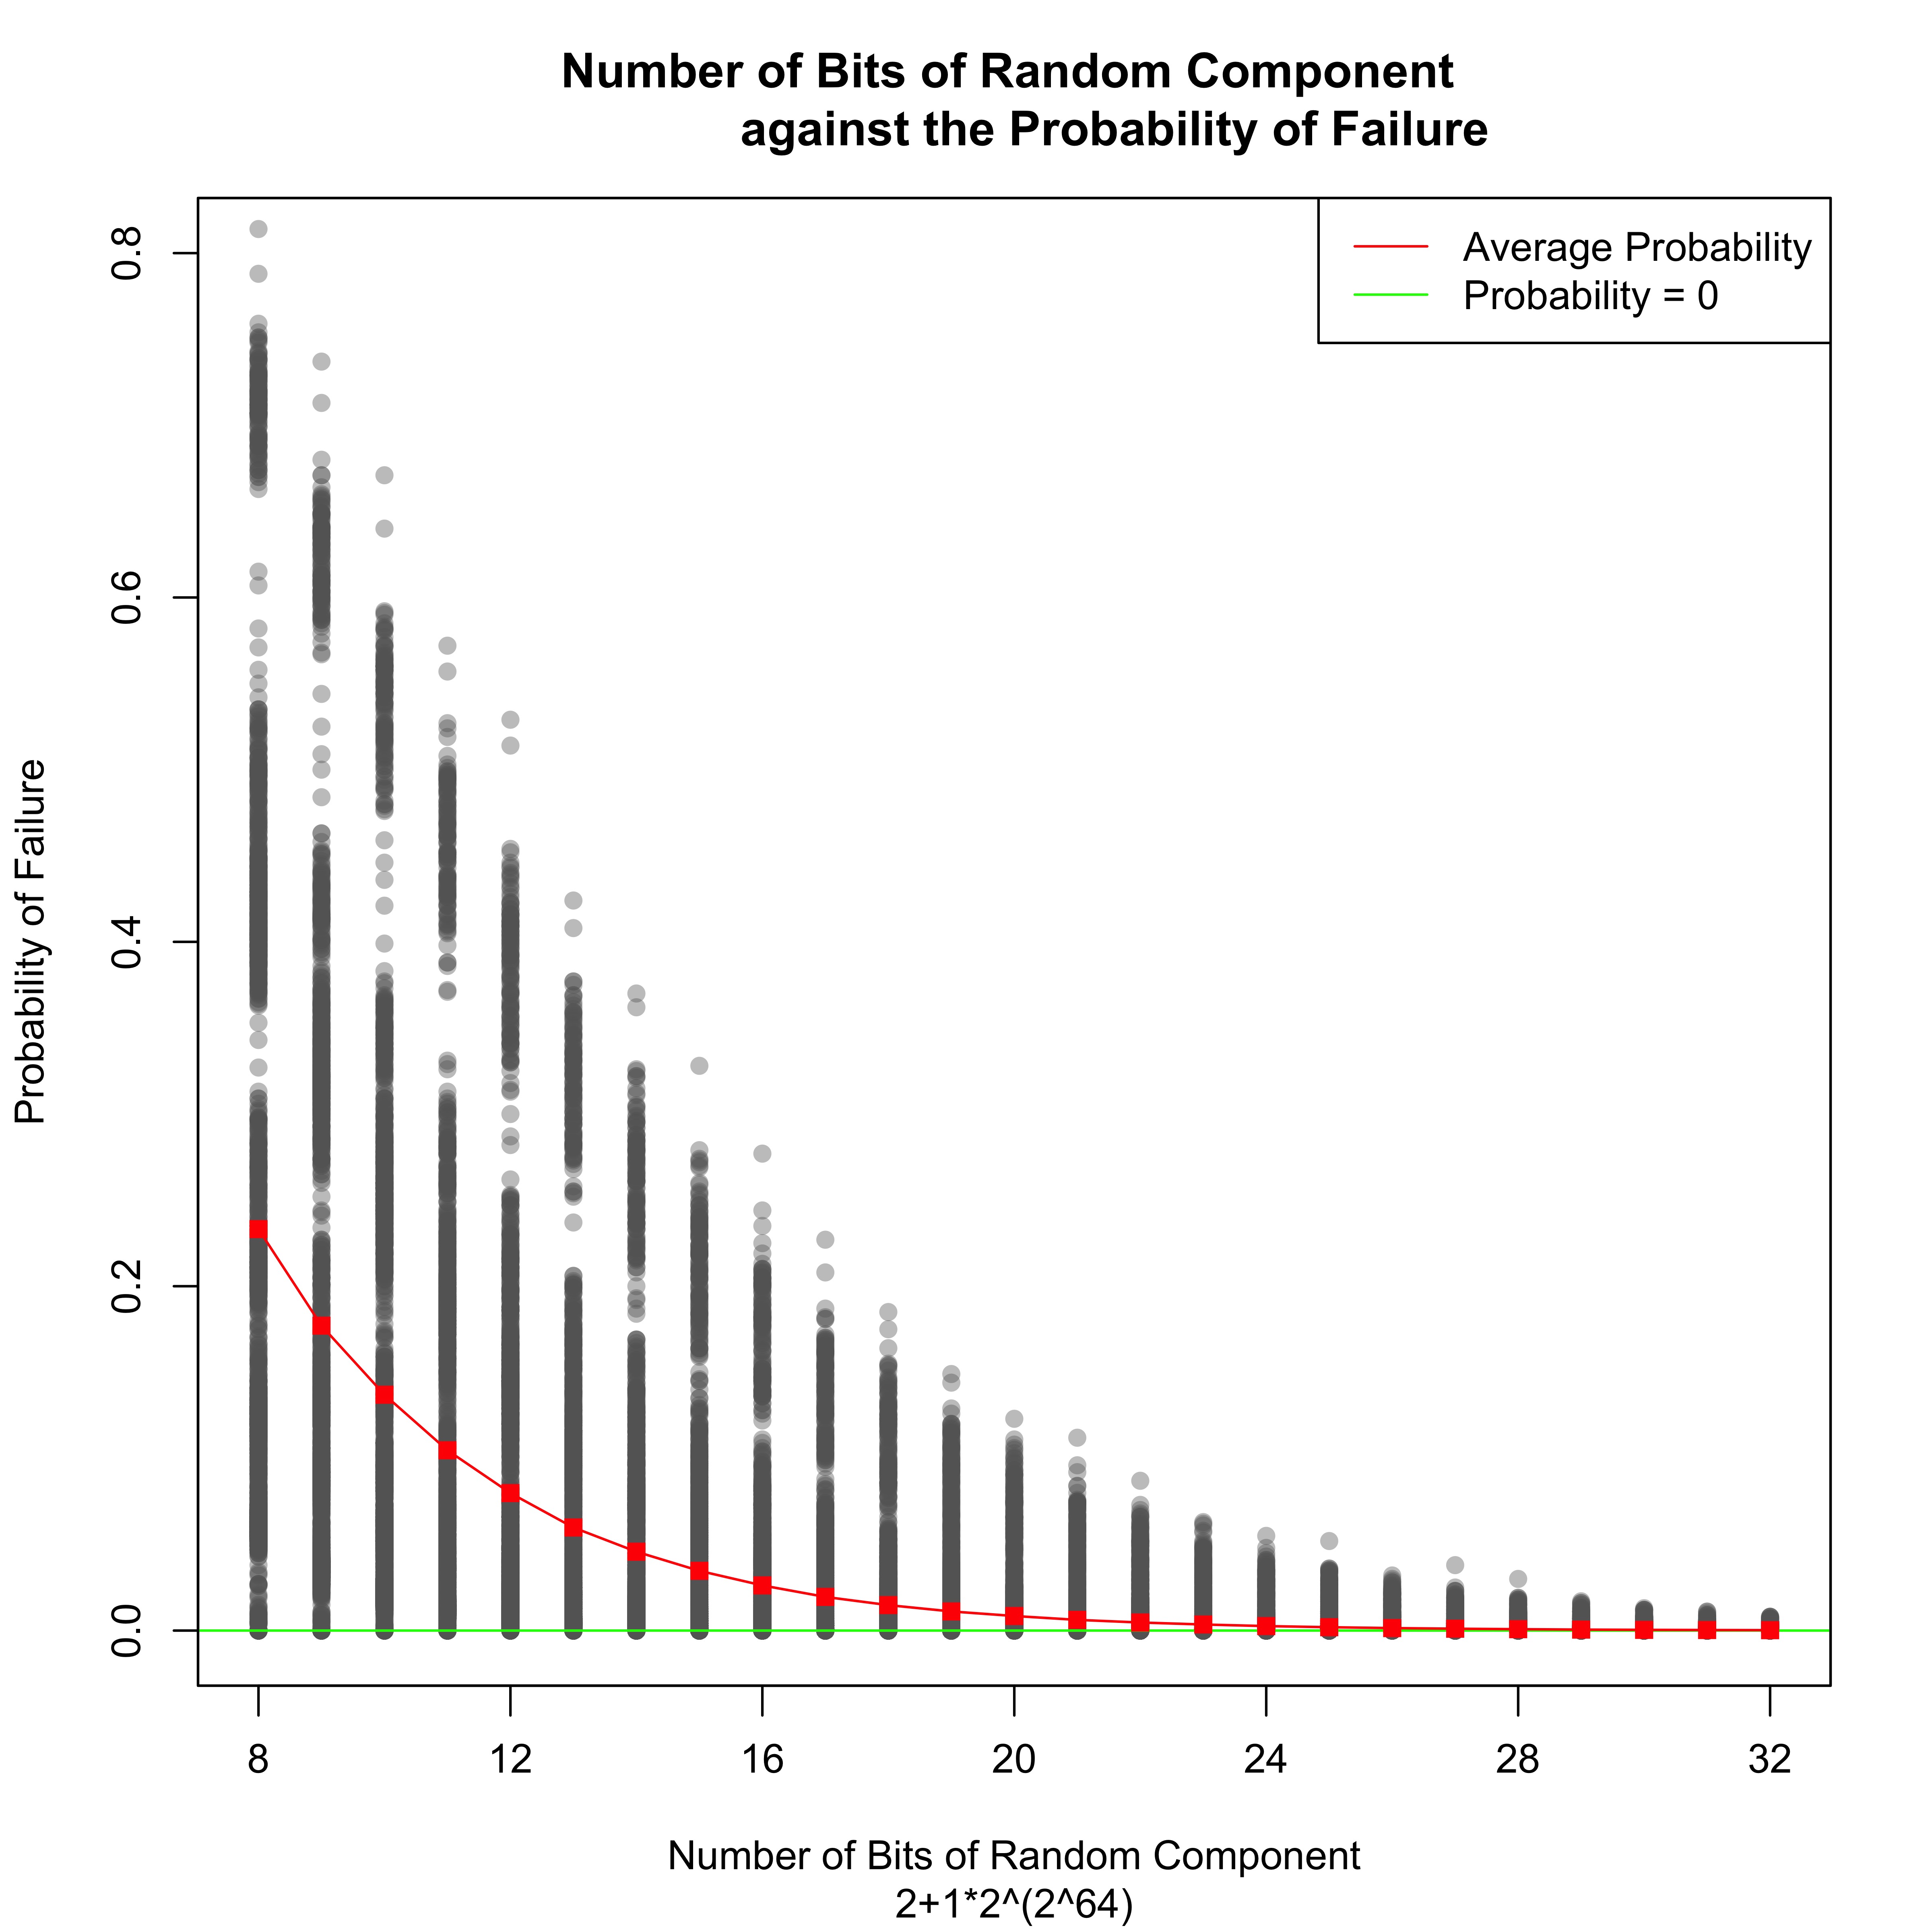 Number of Bits of Random Component
against the Probability of Failure
Average Probability
Probability = 0
0.8
0.6
0.4
0.2
0.0
Probability of Failure
8 12 16 20 24 28 32
Number of Bits of Random Component
2+1*2^(2^64)